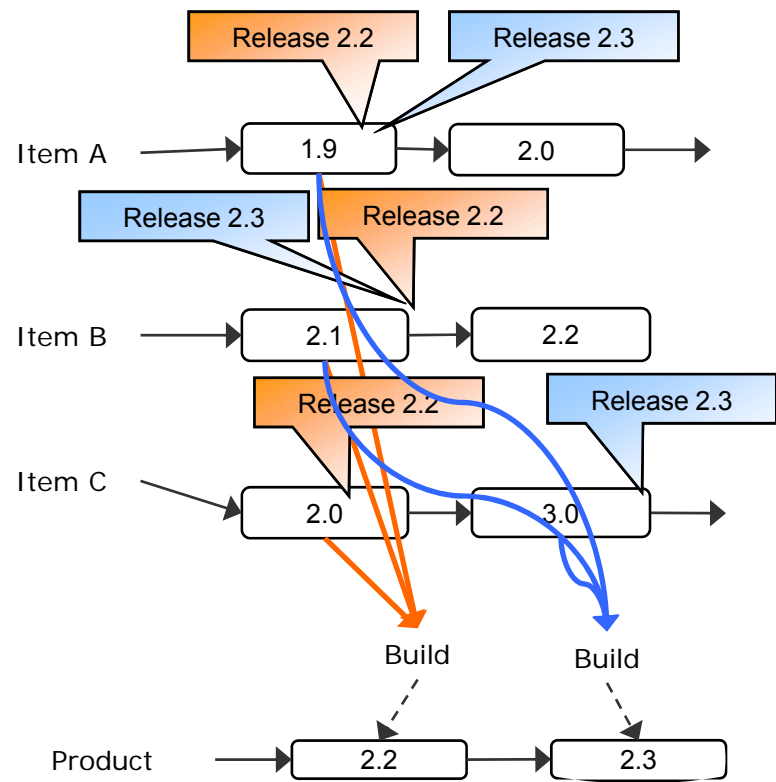 Release 2.2
Release 2.3
Item A
1.9
2.0
Release 2.3
Release 2.2
Item B
2.1
2.2
Release 2.2
Release 2.3
Item C
2.0
3.0
Build
Build
Product
2.2
2.3